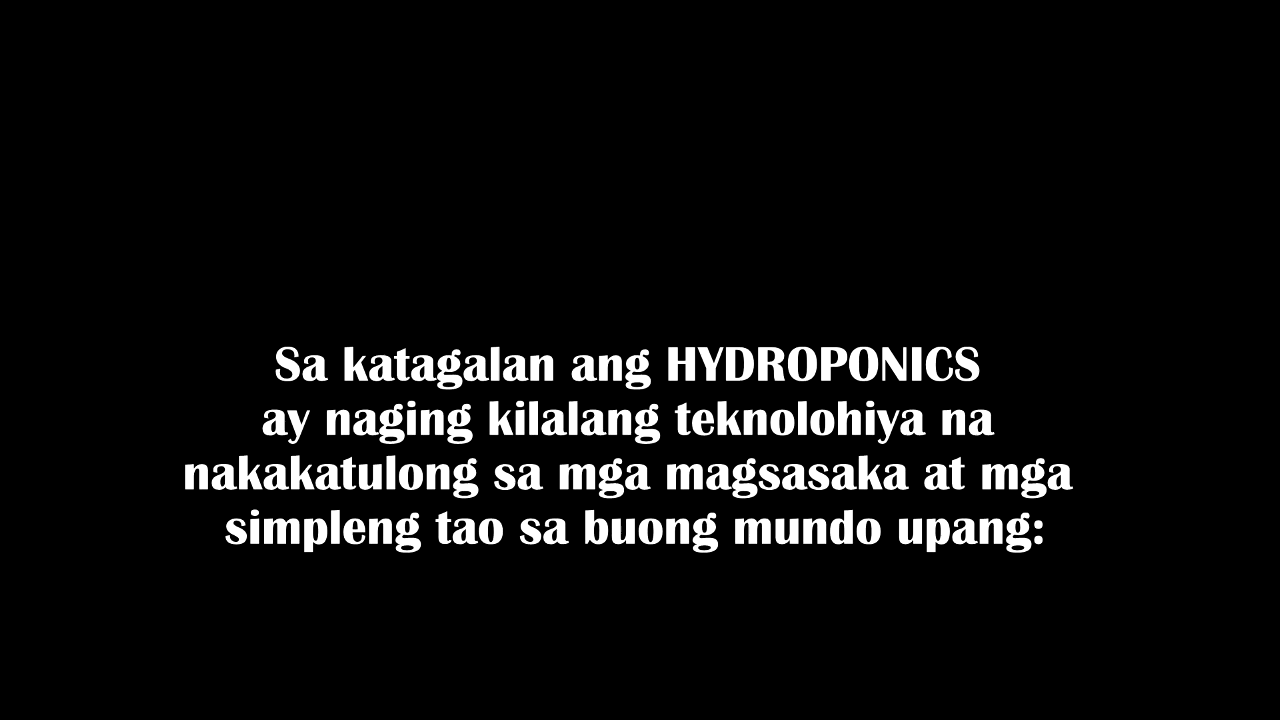 Sa katagalan ang HYDROPONICS
ay naging kilalang teknolohiya na
nakakatulong sa mga magsasaka at mga
simpleng tao sa buong mundo upang: